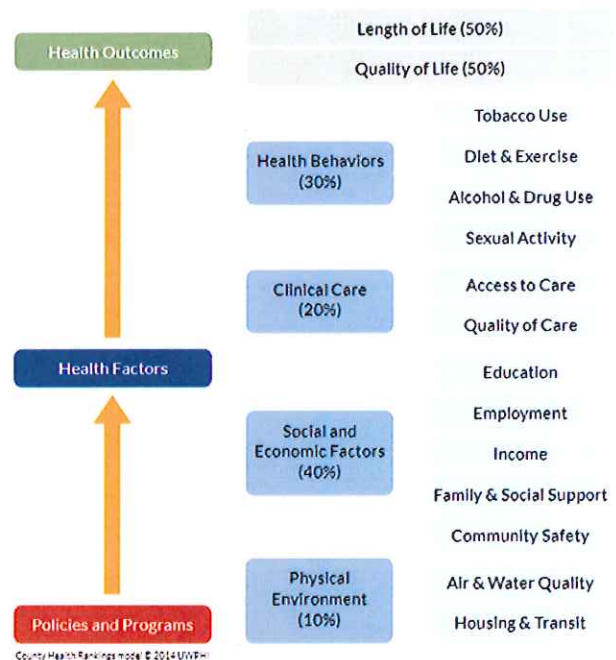 Health Outcomes
Length of Life (50%)
Quality of Life (50%)
Health Behaviors
(30%)
Tobacco Use
Diet & Exercise
Alcohol & Drug Use
Sexual Activity
Clinical Care
(20%)
Access to Care
Quality of Care
Health Factors
Social and
Economic Factors
(40%)
Education
Employment
Income
Family & Social Support
Community Safety
Physical
Environment
(10%)
Air & Water Quality
Housing & Transit
Policies and Programs
County Health Rankings model © 2014 UWPHI